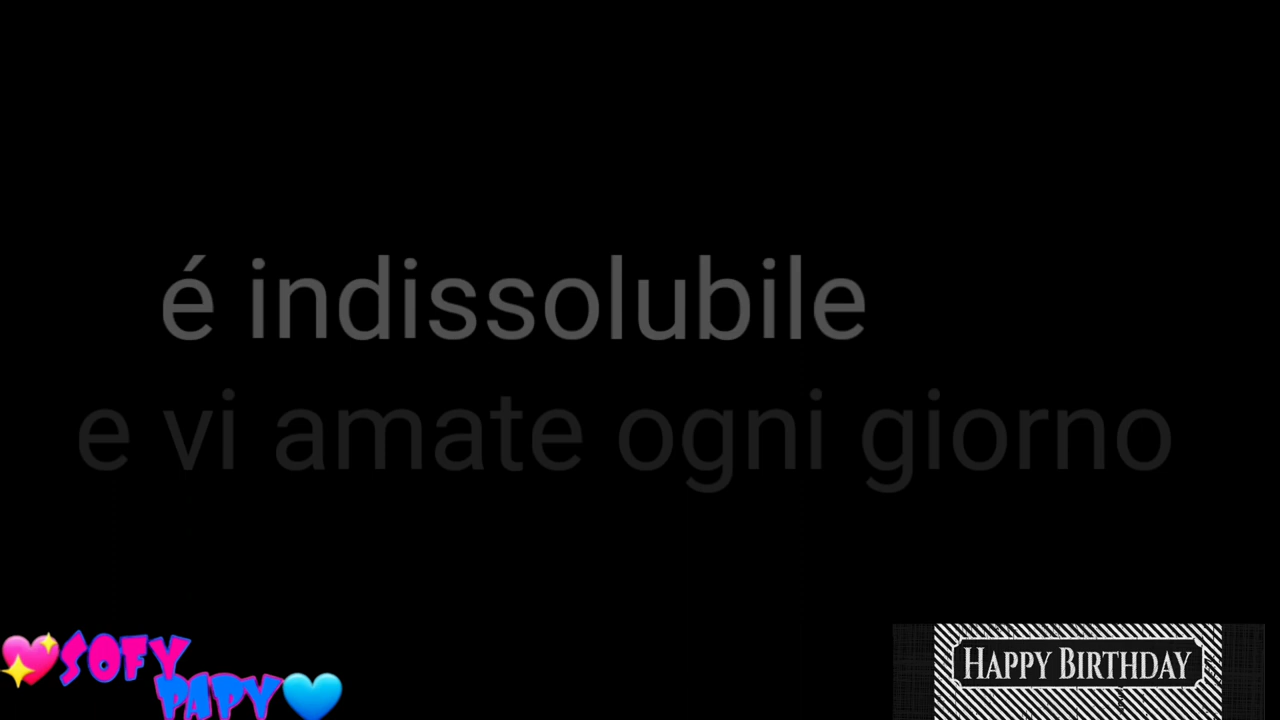 é indissolubile
e vi amate ogni giorno
SOFY
PAPY
HAPPY BIRTHDAY